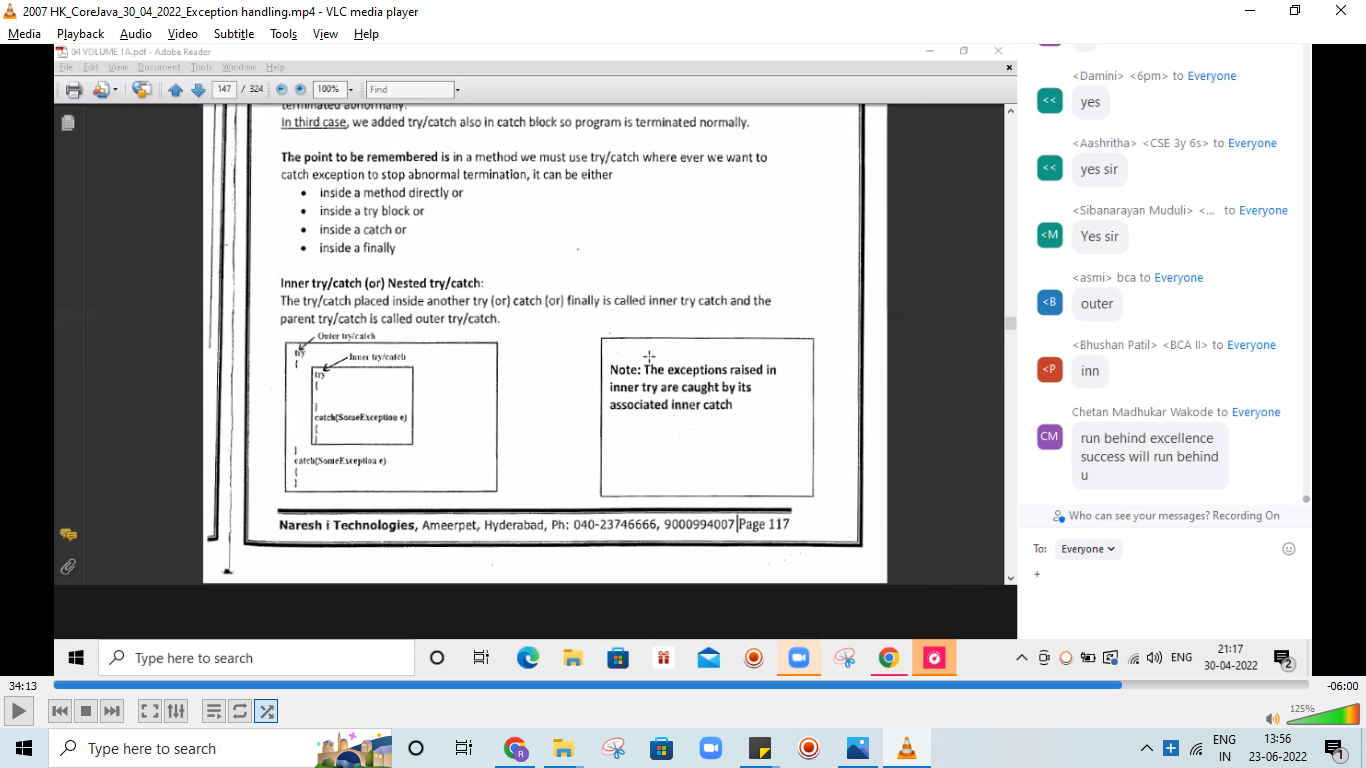 2007 HK_CoreJava_30_04_2022_Exception handling.mp4 - VLC media player
Media Playback Audio Video Subtitle Tools View Help
04 VOLUME 1A.pdf - Adobe Reader
File Edit View Document Tools Window Help
147 / 324 100% Find
terminated abnormally.
In third case, we added try/catch also in catch block so program is terminated normally.
The point to be remembered is in a method we must use try/catch where ever we want to
catch exception to stop abnormal termination, it can be either
• inside a method directly or
• inside a try block or
• inside a catch or
• inside a finally
Inner try/catch (or) Nested try/catch:
The try/catch placed inside another try (or) catch (or) finally is called inner try catch and the
parent try/catch is called outer try/catch.
Outer try/catch
try
{
Inner try/catch
try
{
}
catch(SomeException e)
{
}
}
catch(SomeException e)
{
}
Note: The exceptions raised in
inner try are caught by its
associated inner catch
Naresh i Technologies, Ameerpet, Hyderabad, Ph: 040-23746666, 9000994007|Page 117
<Damini> <6pm> to Everyone
<<
yes
<Aashritha> <CSE 3y 6s> to Everyone
<<
yes sir
<Sibanarayan Muduli> <... to Everyone
<M
Yes sir
<asmi> bca to Everyone
<B
outer
<Bhushan Patil> <BCA II> to Everyone
<P
inn
Chetan Madhukar Wakode to Everyone
CM
run behind excellence
success will run behind
u
Who can see your messages? Recording On
To: Everyone
Type here to search
ENG
21:17
30-04-2022
2
34:13
-06:00
125%
Type here to search
R
ENG
IN
13:56
23-06-2022
1